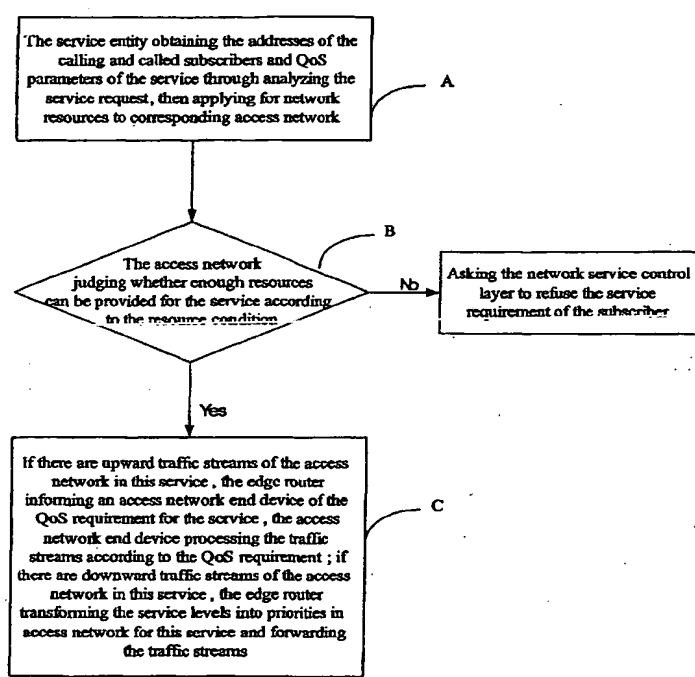 The service entity obtaining the addresses of the
calling and called subscribers and QoS
parameters of the service through analyzing the
service request, then applying for network
resources to corresponding access network
A
B
The access network
judging whether enough resources
can be provided for the service according
to the resource condition
No
Asking the network service control
layer to refuse the service
requirement of the subscriber
Yes
If there are upward traffic streams of the access
network in this service , the edge router
informing an access network end device of the
QoS requirement for the service , the access
network end device processing the traffic
streams according to the QoS requirement ; if
there are downward traffic streams of the access
network in this service , the edge router
transforming the service levels into priorities in
access network for this service and forwarding
the traffic streams
C